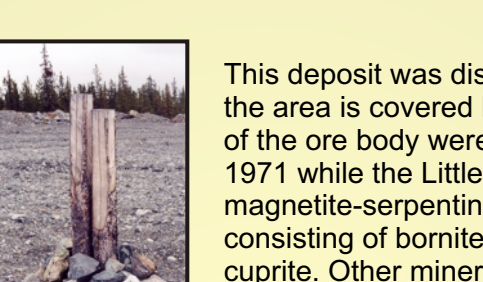 This deposit was
the area is covered
of the ore body were
1971 while the Little
magnetite-serpentin
consisting of bornite
cuprite. Other miner